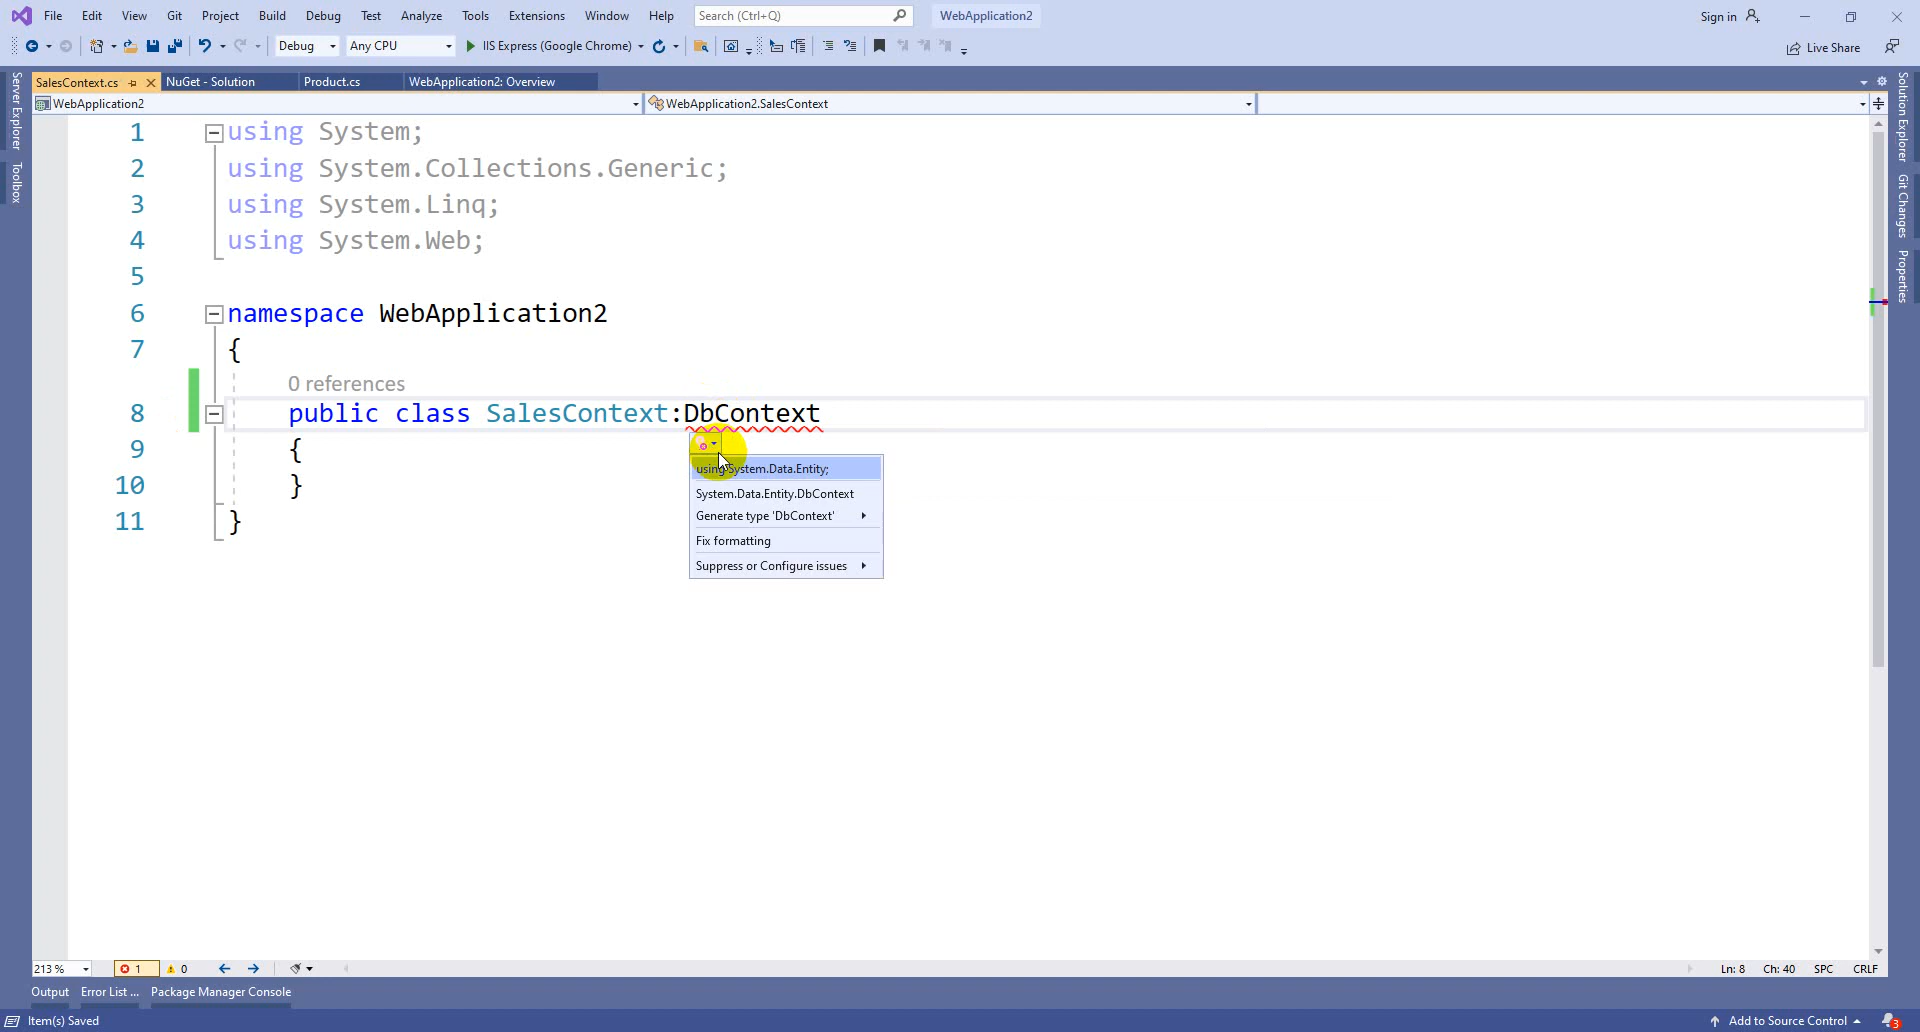 File Edit View Git Project Build Debug Test Analyze Tools Extensions Window Help Search (Ctrl+Q) WebApplication2 Sign in
Debug Any CPU IIS Express (Google Chrome) Live Share
SalesContext.cs NuGet - Solution Product.cs WebApplication2: Overview
WebApplication2 WebApplication2.SalesContext
Server Explorer
Toolbox
Solution Explorer
Git Changes
Properties
1 using System;
2 using System.Collections.Generic;
3 using System.Linq;
4 using System.Web;
5
6 namespace WebApplication2
7 {
0 references
8 public class SalesContext:DbContext
9 {
10 }
11 }
using System.Data.Entity;
System.Data.Entity.DbContext
Generate type 'DbContext'
Fix formatting
Suppress or Configure issues
213 % 1 0 Ln: 8 Ch: 40 SPC CRLF
Output Error List ... Package Manager Console
Item(s) Saved Add to Source Control 3